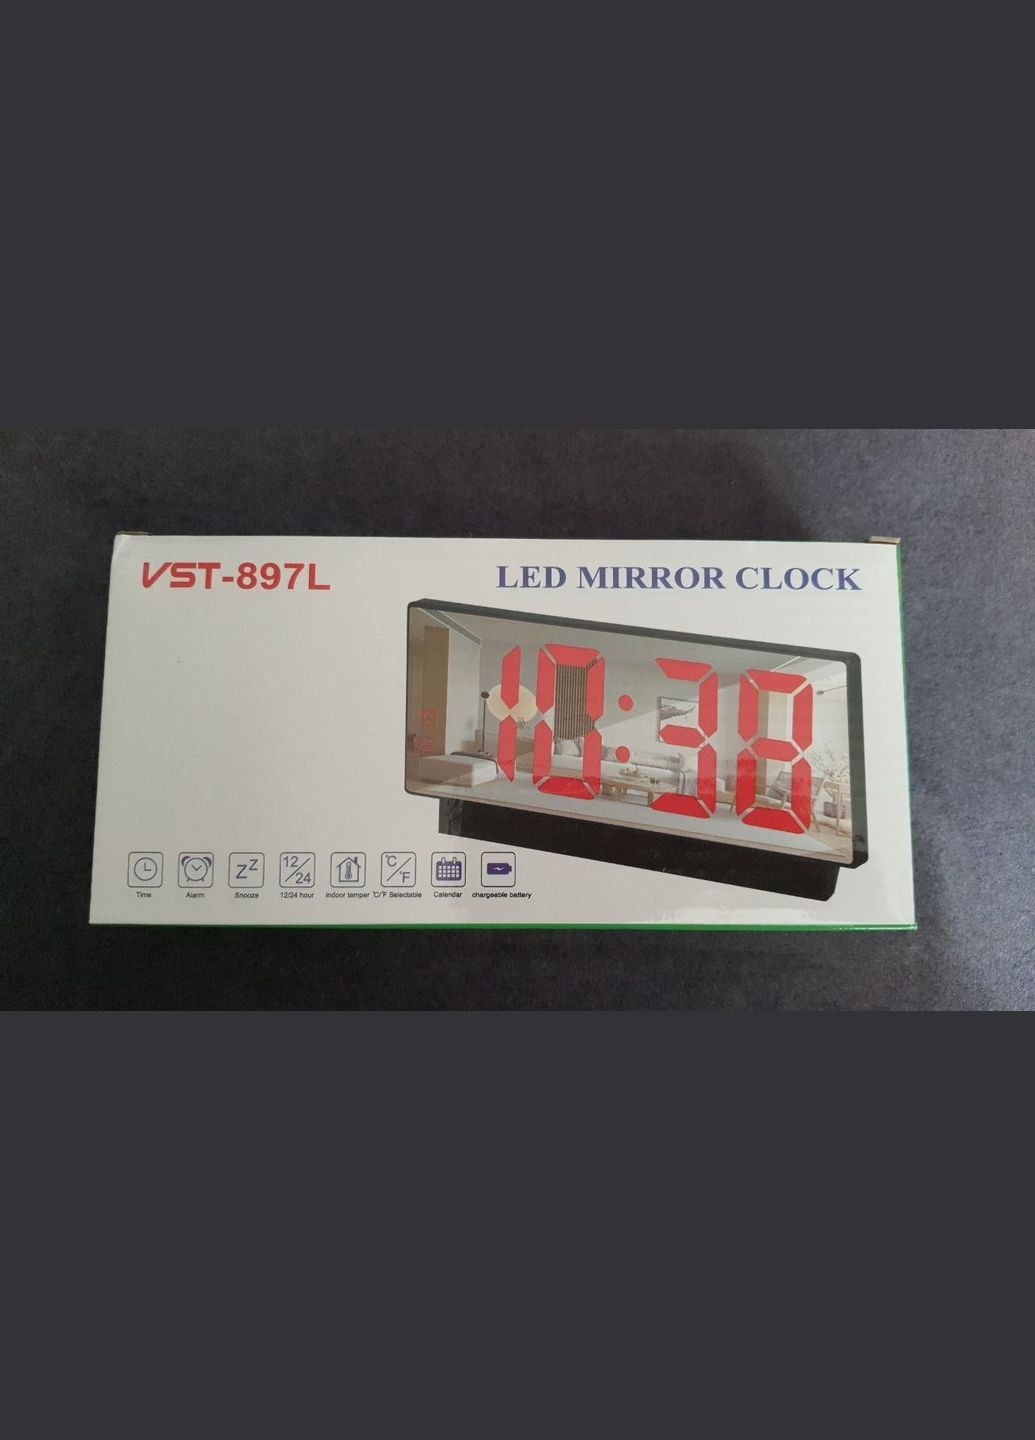 VST-897L
LED MIRROR CLOCK
10:38
12/24
°C/°F
Time
Alarm
Snooze
12/24 hour
indoor temper
°C/°F Selectable
Calendar
chargeable battery